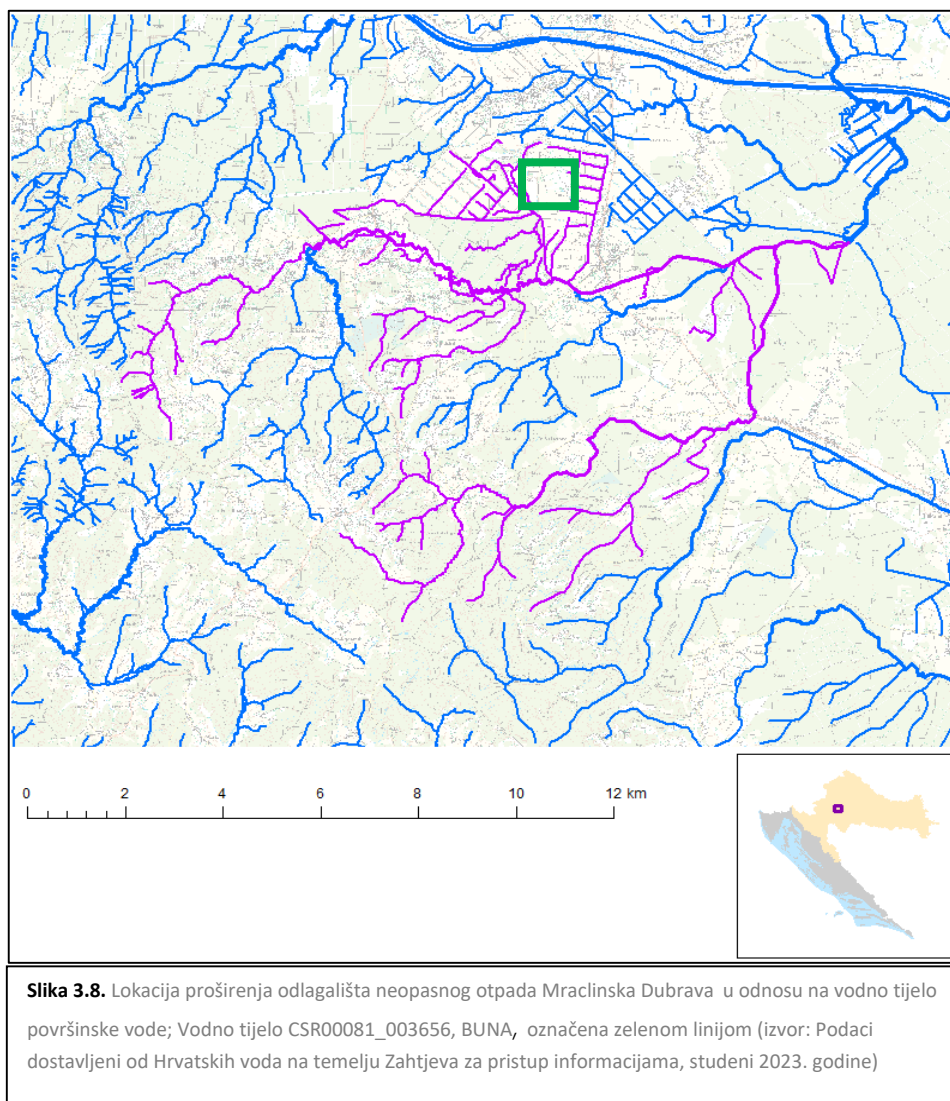 0 2 4 6 8 10 12 km
Slika 3.8. Lokacija proširenja odlagališta neopasnog otpada Mraclinska Dubrava u odnosu na vodno tijelo
površinske vode; Vodno tijelo CSR00081_003656, BUNA, označena zelenom linijom (izvor: Podaci
dostavljeni od Hrvatskih voda na temelju Zahtjeva za pristup informacijama, studeni 2023. godine)